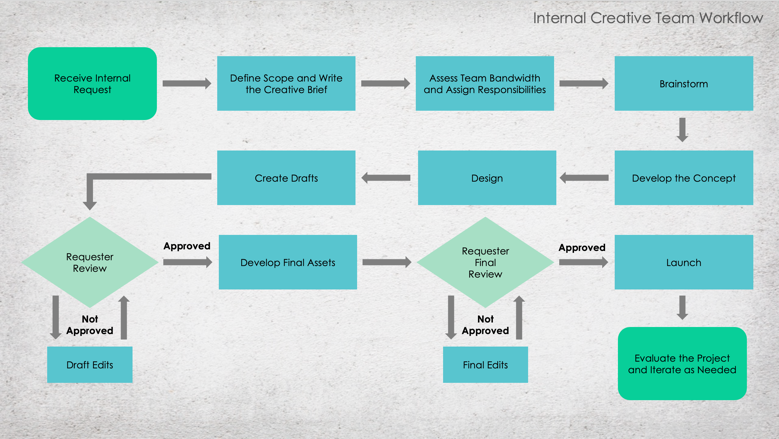 Internal Creative Team Workflow
Receive Internal
Request
Define Scope and Write
the Creative Brief
Assess Team Bandwidth
and Assign Responsibilities
Brainstorm
Create Drafts
Design
Develop the Concept
Requester
Review
Approved
Develop Final Assets
Requester
Final
Review
Approved
Launch
Not
Approved
Not
Approved
Draft Edits
Final Edits
Evaluate the Project
and Iterate as Needed